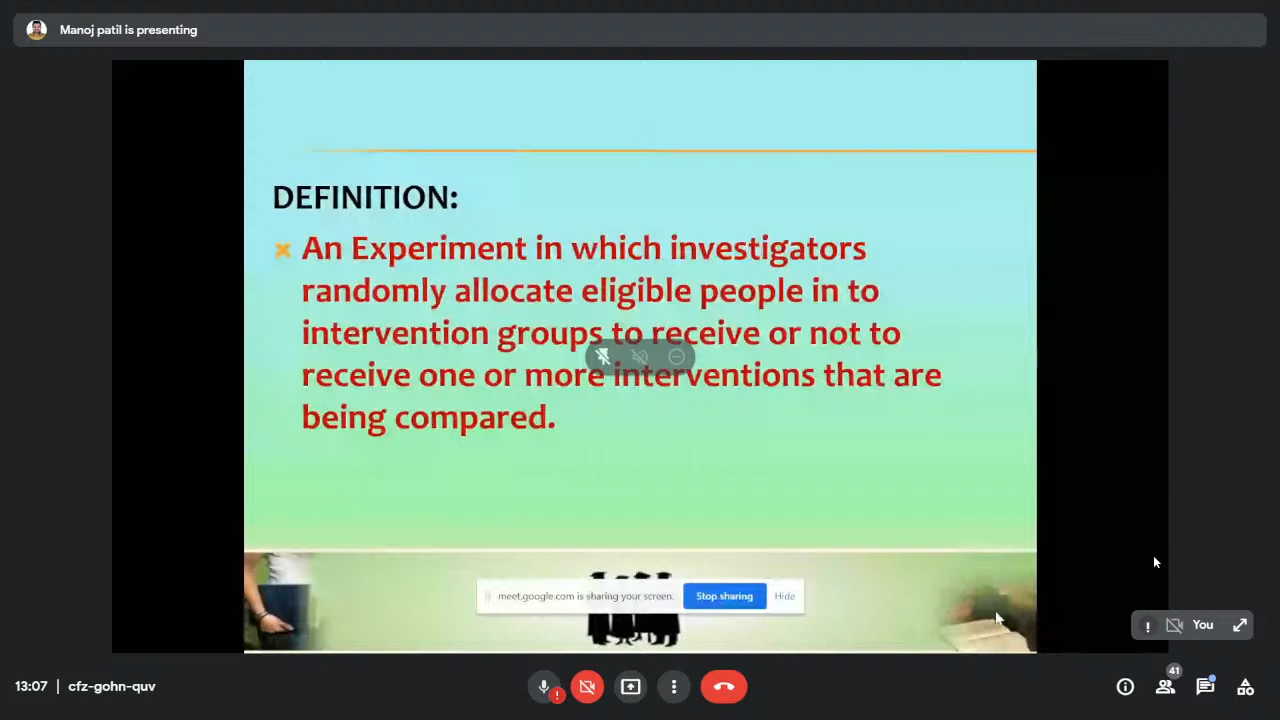 Manoj patil is presenting
DEFINITION:
An Experiment in which investigators
randomly allocate eligible people in to
intervention groups to receive or not to
receive one or more interventions that are
being compared.
meet.google.com is sharing your screen.
Stop sharing
Hide
You
13:07 | cfz-gohn-quv
41